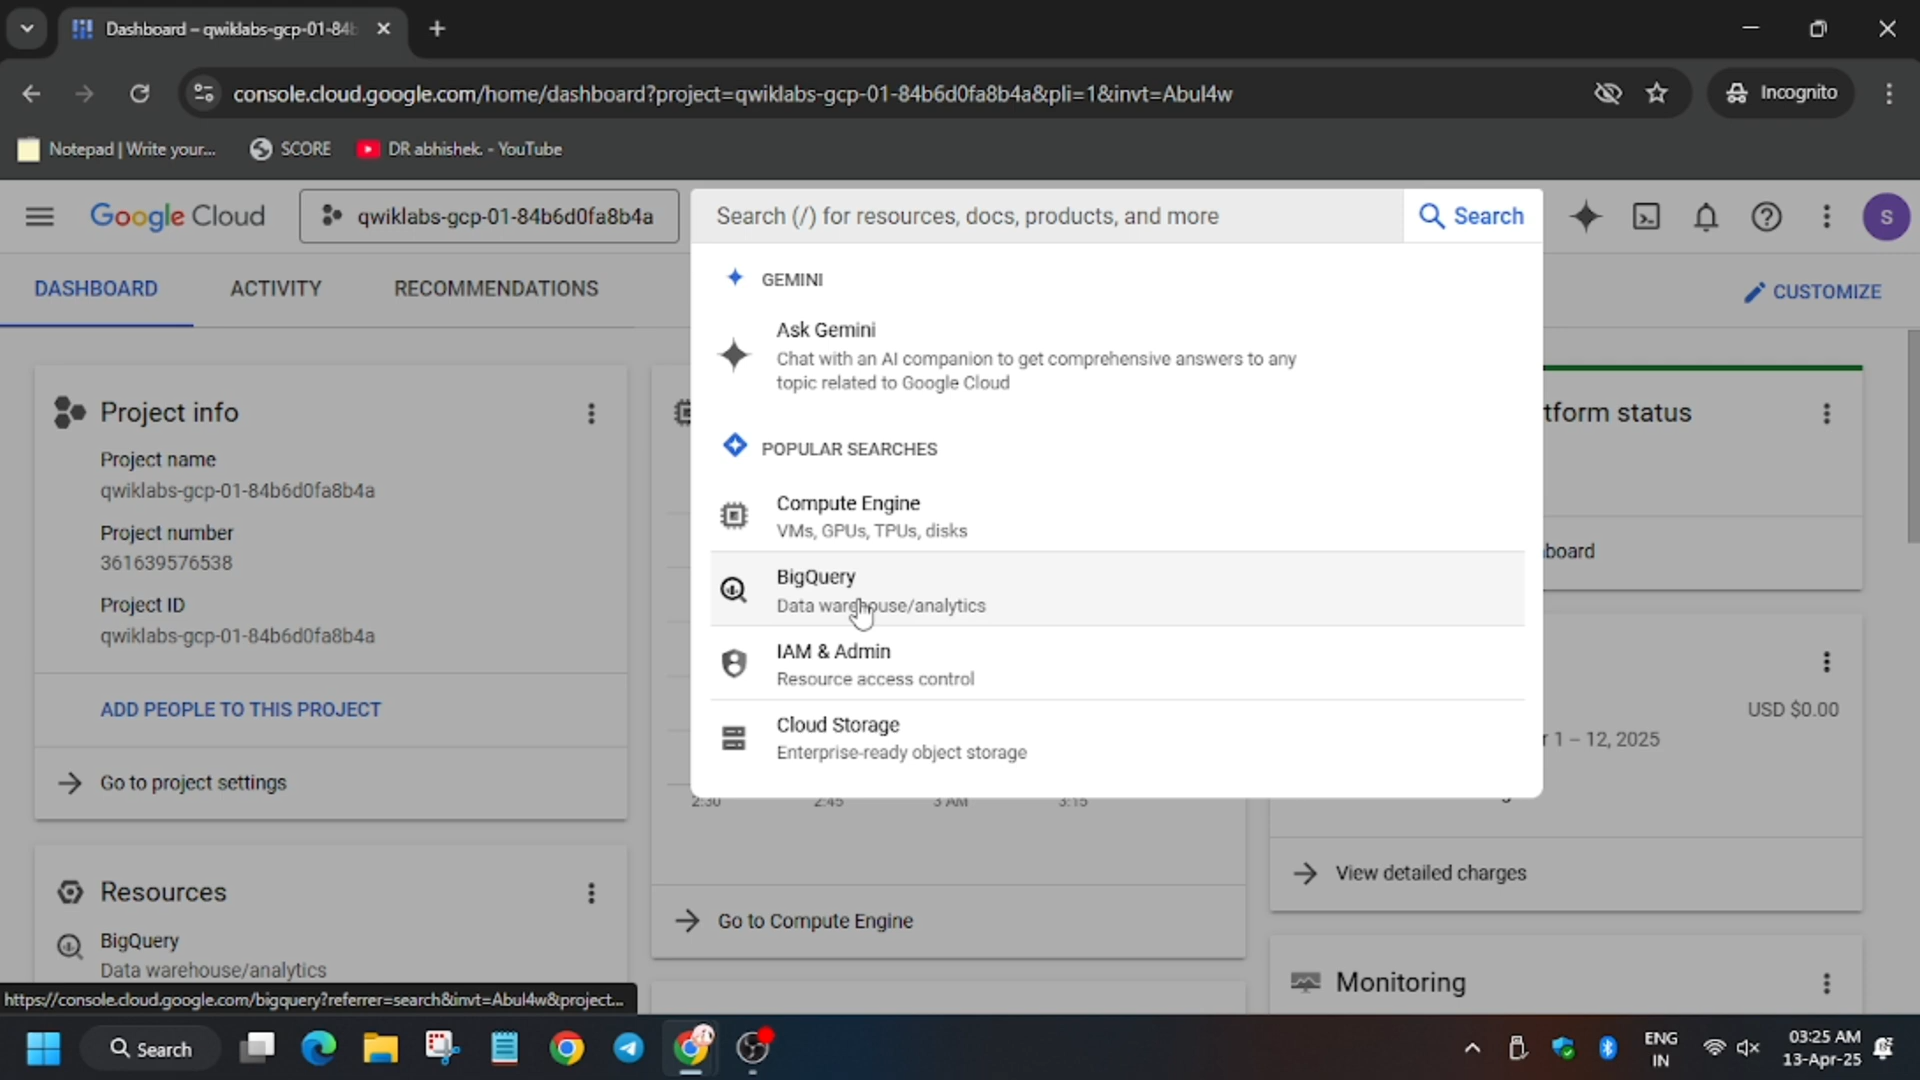 Dashboard – qwiklabs-gcp-01-84b
console.cloud.google.com/home/dashboard?project=qwiklabs-gcp-01-84b6d0fa8b4a&pli=1&invt=Abul4w
Incognito
Notepad | Write your...
SCORE
DR abhishek. - YouTube
Google Cloud
qwiklabs-gcp-01-84b6d0fa8b4a
Search (/) for resources, docs, products, and more
Search
S
DASHBOARD
ACTIVITY
RECOMMENDATIONS
CUSTOMIZE
GEMINI
Ask Gemini
Chat with an AI companion to get comprehensive answers to any
topic related to Google Cloud
POPULAR SEARCHES
Compute Engine
VMs, GPUs, TPUs, disks
BigQuery
Data warehouse/analytics
IAM & Admin
Resource access control
Cloud Storage
Enterprise-ready object storage
Project info
Project name
qwiklabs-gcp-01-84b6d0fa8b4a
Project number
361639576538
Project ID
qwiklabs-gcp-01-84b6d0fa8b4a
ADD PEOPLE TO THIS PROJECT
Go to project settings
Resources
BigQuery
Data warehouse/analytics
2:30
2:45
3 AM
3:15
Go to Compute Engine
tform status
board
USD $0.00
r 1 – 12, 2025
View detailed charges
Monitoring
https://console.cloud.google.com/bigquery?referrer=search&invt=Abul4w&project...
Search
ENG
IN
03:25 AM
13-Apr-25